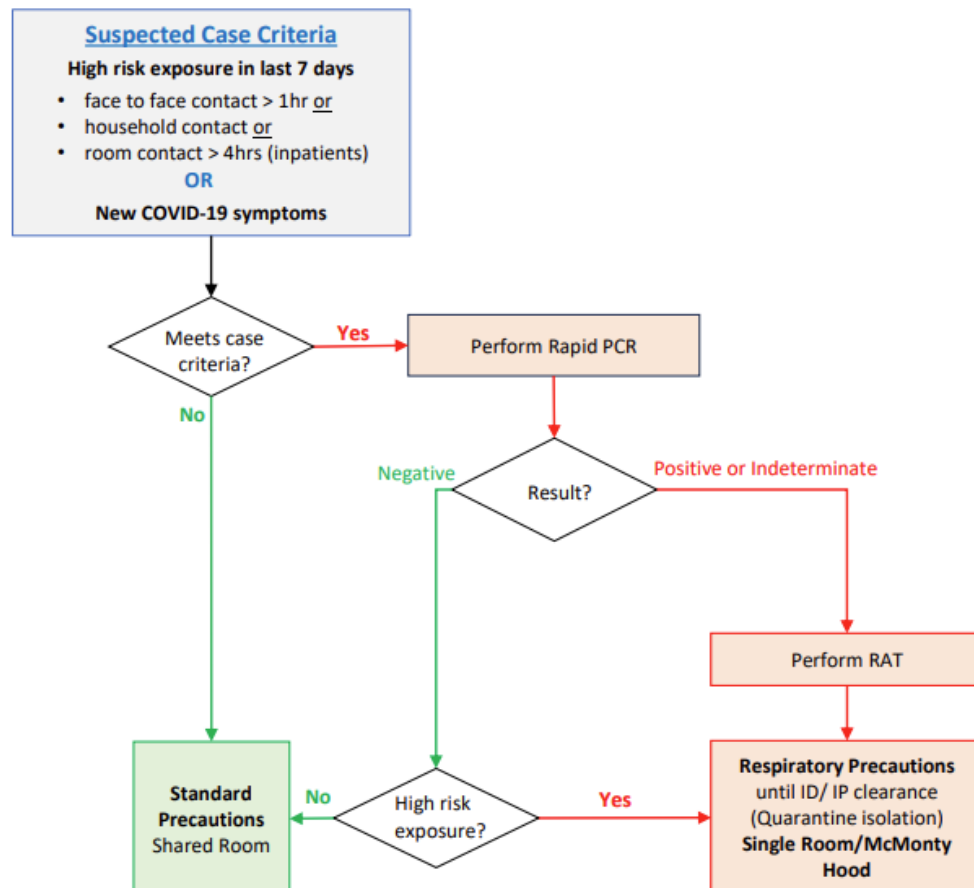 Suspected Case Criteria
High risk exposure in last 7 days
• face to face contact > 1hr or
• household contact or
• room contact > 4hrs (inpatients)
OR
New COVID-19 symptoms
Meets case
criteria?
Yes
Perform Rapid PCR
No
Negative
Result?
Positive or Indeterminate
Perform RAT
Standard
Precautions
Shared Room
No
High risk
exposure?
Yes
Respiratory Precautions
until ID/ IP clearance
(Quarantine isolation)
Single Room/McMonty
Hood